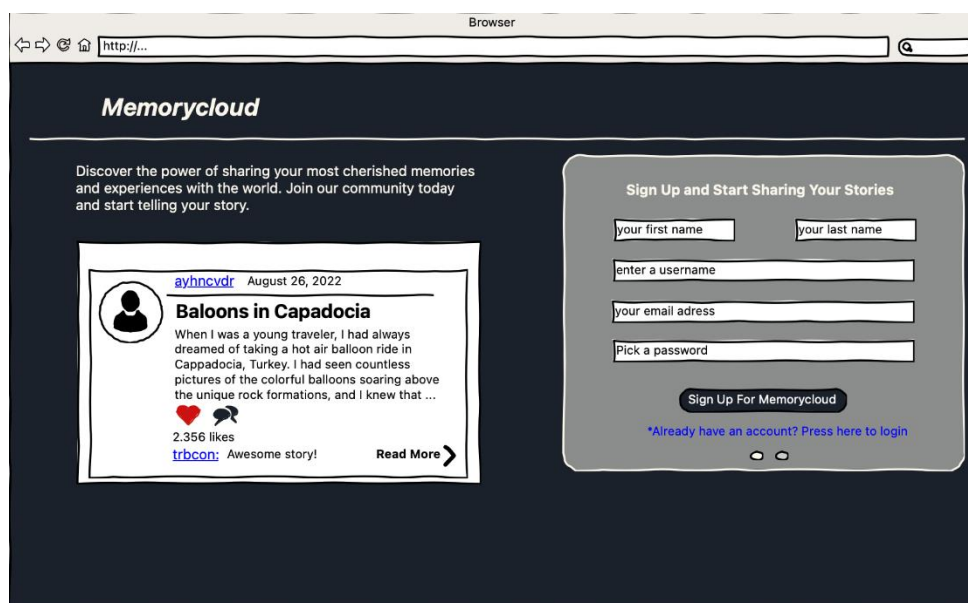 Browser
http://...
Memorycloud
Discover the power of sharing your most cherished memories
and experiences with the world. Join our community today
and start telling your story.
ayhncvdr August 26, 2022
Baloons in Capadocia
When I was a young traveler, I had always
dreamed of taking a hot air balloon ride in
Cappadocia, Turkey. I had seen countless
pictures of the colorful balloons soaring above
the unique rock formations, and I knew that ...
2.356 likes
trbcon: Awesome story!
Read More
Sign Up and Start Sharing Your Stories
your first name
your last name
enter a username
your email adress
Pick a password
Sign Up For Memorycloud
*Already have an account? Press here to login